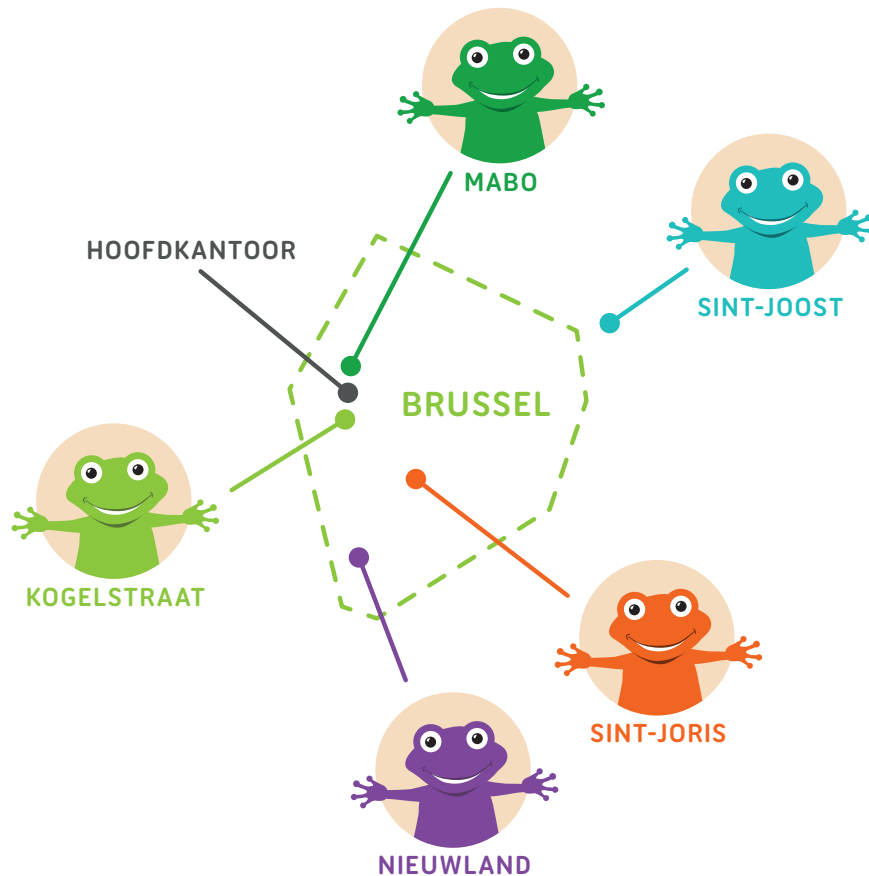 MABO
HOOFDKANTOOR
SINT-JOOST
BRUSSEL
KOGELSTRAAT
SINT-JORIS
NIEUWLAND